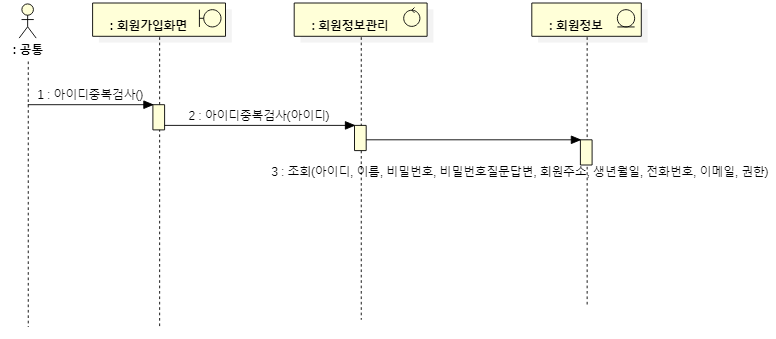 : 공통
: 회원가입화면
: 회원정보관리
: 회원정보
1 : 아이디중복검사()
2 : 아이디중복검사(아이디)
3 : 조회(아이디, 이름, 비밀번호, 비밀번호질문답변, 회원주소, 생년월일, 전화번호, 이메일, 권한)